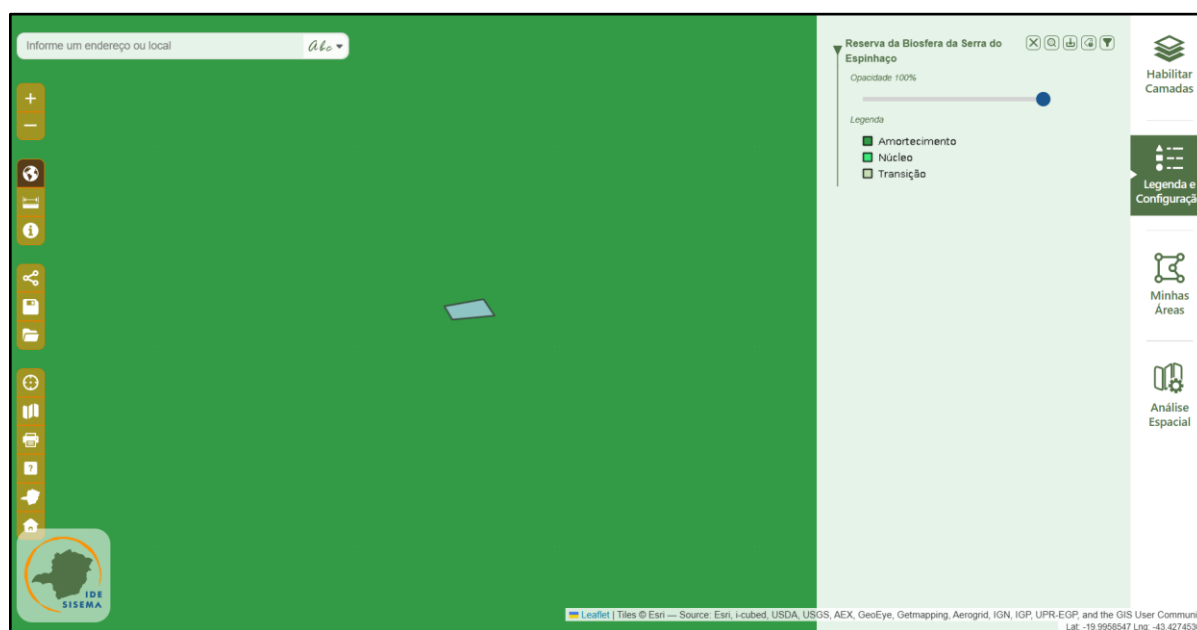 Informe um endereço ou local
Abc
Reserva da Biosfera da Serra do
Espinhaço
Opacidade 100%
Legenda
Amortecimento
Núcleo
Transição
Habilitar
Camadas
Legenda e
Configuraçã
Minhas
Áreas
Análise
Espacial
IDE
SISEMA
Leaflet | Tiles © Esri — Source: Esri, i-cubed, USDA, USGS, AEX, GeoEye, Getmapping, Aerogrid, IGN, IGP, UPR-EGP, and the GIS User Communi
Lat: -19.9958547 Lng: -43.4274536